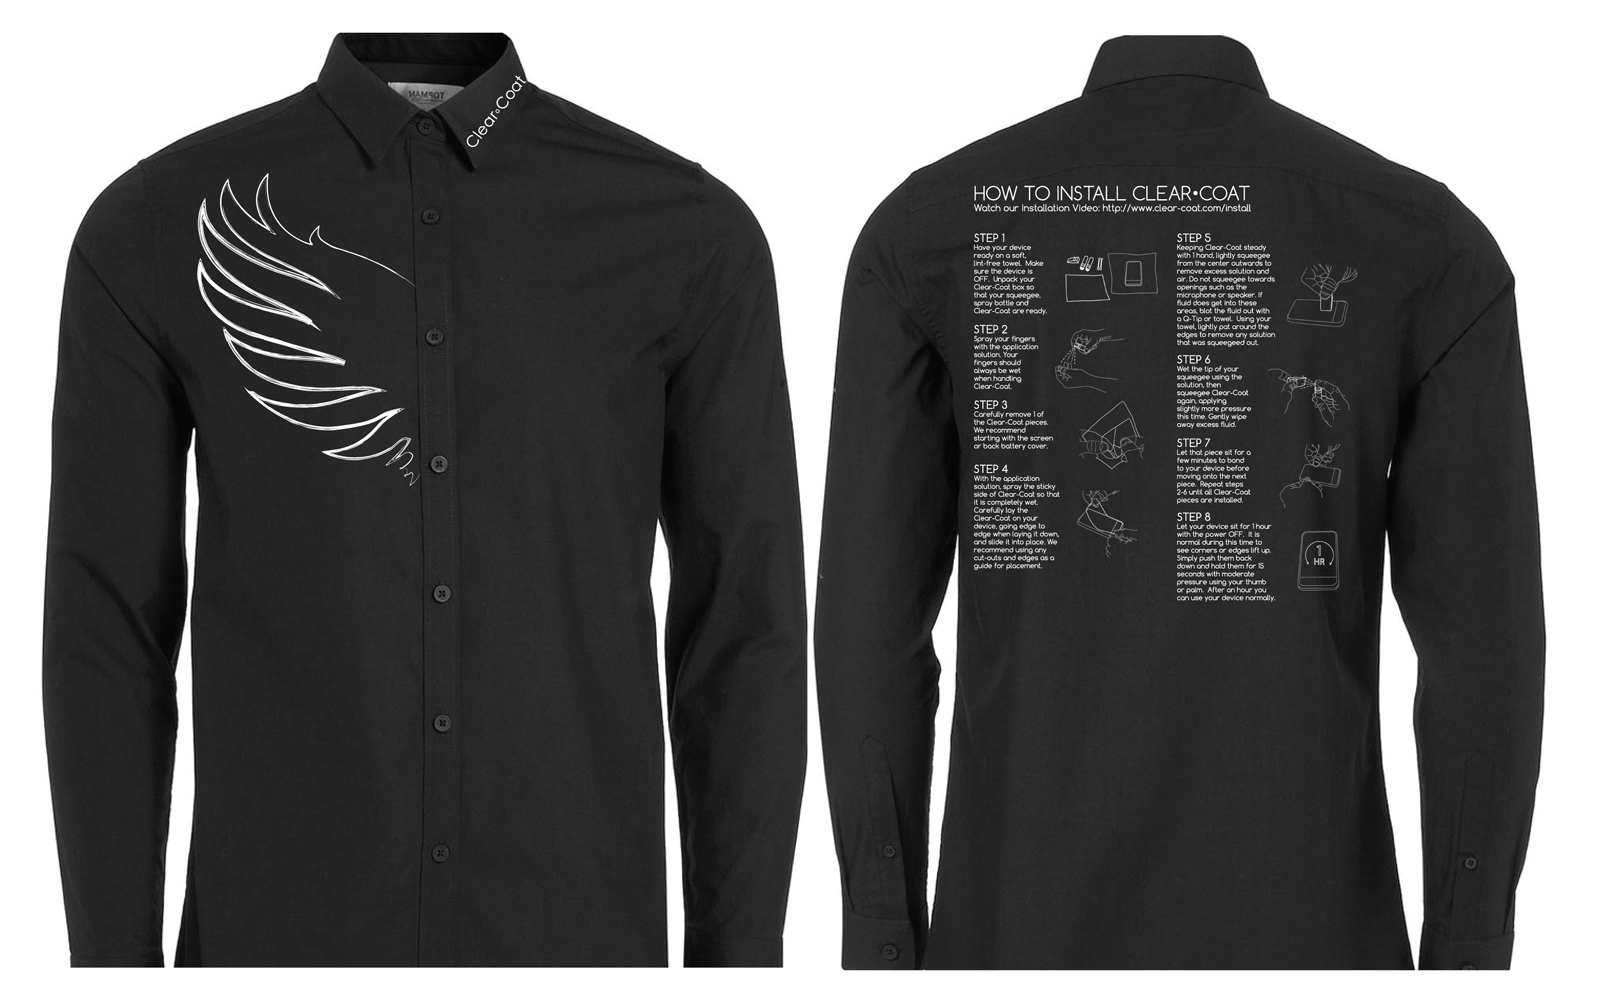 Clear•Coat
TOPMAN
HOW TO INSTALL CLEAR•COAT
Watch our Installation Video: http://www.clear-coat.com/install
STEP 1
Have your device
ready on a soft,
lint-free towel. Make
sure the device is
OFF. Unpack your
Clear-Coat box so
that your squeegee,
spray bottle and
Clear-Coat are ready.
STEP 2
Spray your fingers
with the application
solution. Your
fingers should
always be wet
when handling
Clear-Coat.
STEP 3
Carefully remove 1 of
the Clear-Coat pieces.
We recommend
starting with the screen
or back battery cover.
STEP 4
With the application
solution, spray the sticky
side of Clear-Coat so that
it is completely wet.
Carefully lay the
Clear-Coat on your
device, going edge to
edge when laying it down,
and slide it into place. We
recommend using any
cut-outs and edges as a
guide for placement.
STEP 5
Keeping Clear-Coat steady
with 1 hand, lightly squeegee
from the center outwards to
remove excess solution and
air. Do not squeegee towards
openings such as the
microphone or speaker. If
fluid does get into these
areas, blot the fluid out with
a Q-Tip or towel. Using your
towel, lightly pat around the
edges to remove any solution
that was squeegeed out.
STEP 6
Wet the tip of your
squeegee using the
solution, then
squeegee Clear-Coat
again, applying
slightly more pressure
this time. Gently wipe
away excess fluid.
STEP 7
Let that piece sit for a
few minutes to bond
to your device before
moving onto the next
piece. Repeat steps
2-6 until all Clear-Coat
pieces are installed.
STEP 8
Let your device sit for 1 hour
with the power OFF. It is
normal during this time to
see corners or edges lift up.
Simply push them back
down and hold them for 15
seconds with moderate
pressure using your thumb
or palm. After an hour you
can use your device normally.
1
HR